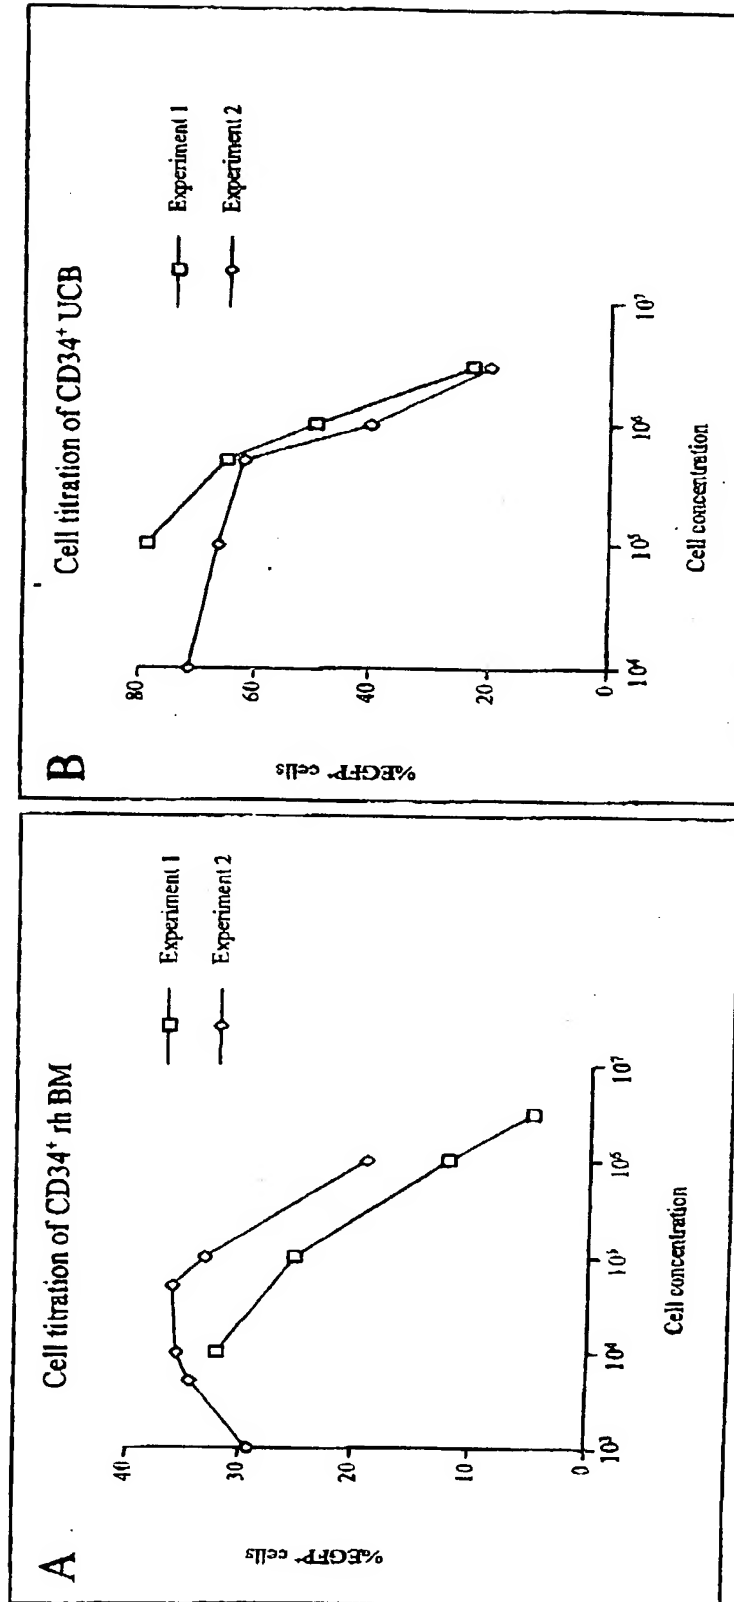 A
Cell titration of CD34⁺ rh BM
Experiment 1
Experiment 2
%EGFP⁺ cells
40
30
20
10
0
10³
10⁴
10⁵
10⁶
10⁷
Cell concentration
B
Cell titration of CD34⁺ UCB
Experiment 1
Experiment 2
%EGFP⁺ cells
80
60
40
20
0
10⁴
10⁵
10⁶
10⁷
Cell concentration